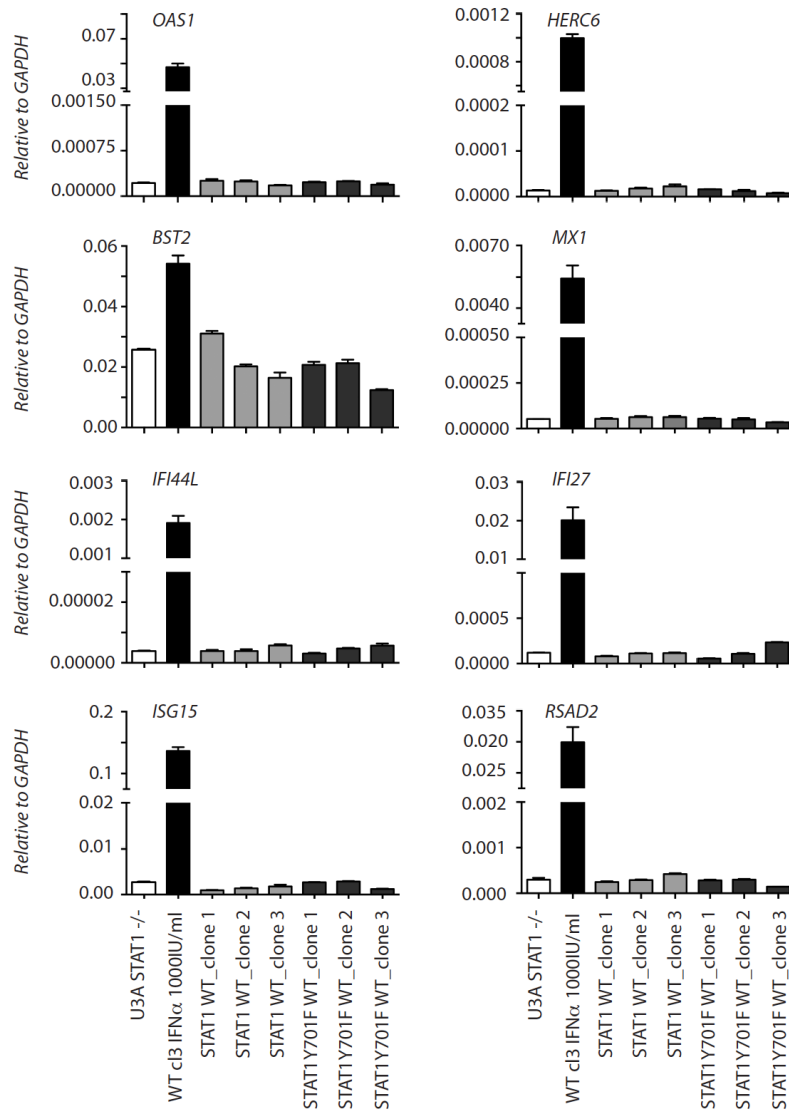 OAS1
Relative to GAPDH
0.07
0.03
0.00150
0.00075
0.00000
HERC6
0.0012
0.0010
0.0008
0.0002
0.0001
0.0000
BST2
Relative to GAPDH
0.06
0.04
0.02
0.00
MX1
0.0070
0.0040
0.00050
0.00025
0.00000
IFI44L
Relative to GAPDH
0.003
0.002
0.001
0.00002
0.00000
IFI27
0.03
0.02
0.01
0.0005
0.0000
ISG15
Relative to GAPDH
0.2
0.1
0.02
0.01
0.00
RSAD2
0.035
0.020
0.025
0.002
0.001
0.000
U3A STAT1 -/-
WT cl3 IFNα 1000IU/ml
STAT1 WT_clone 1
STAT1 WT_clone 2
STAT1 WT_clone 3
STAT1Y701F WT_clone 1
STAT1Y701F WT_clone 2
STAT1Y701F WT_clone 3
U3A STAT1 -/-
WT cl3 IFNα 1000IU/ml
STAT1 WT_clone 1
STAT1 WT_clone 2
STAT1 WT_clone 3
STAT1Y701F WT_clone 1
STAT1Y701F WT_clone 2
STAT1Y701F WT_clone 3